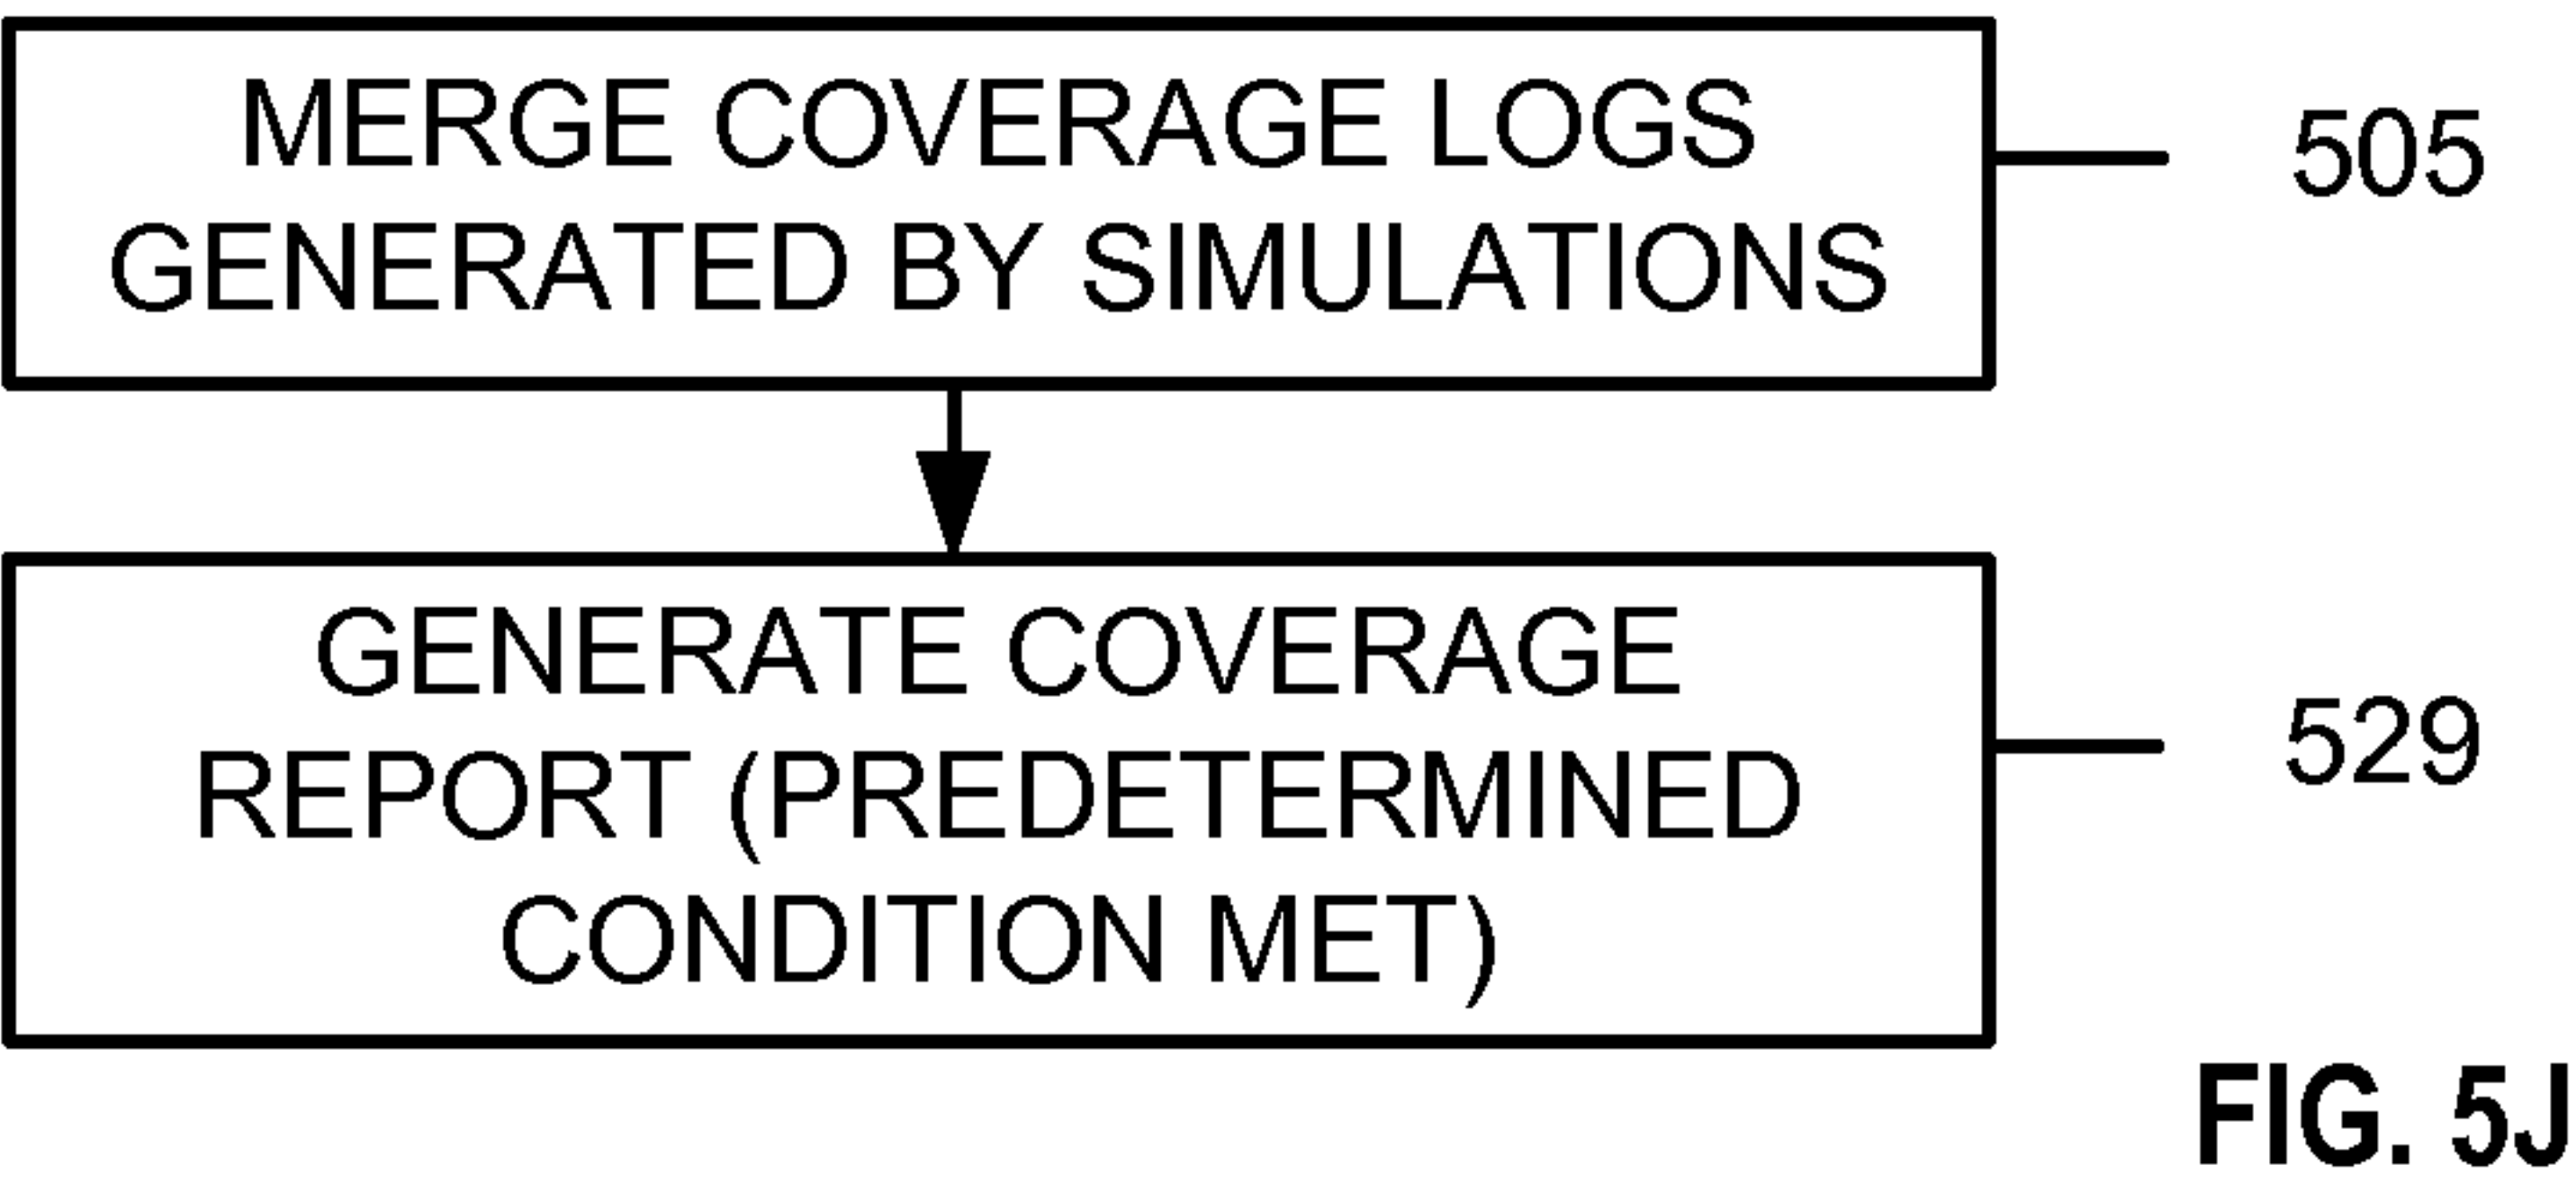 MERGE COVERAGE LOGS
GENERATED BY SIMULATIONS
505
GENERATE COVERAGE
REPORT (PREDETERMINED
CONDITION MET)
529
FIG. 5J